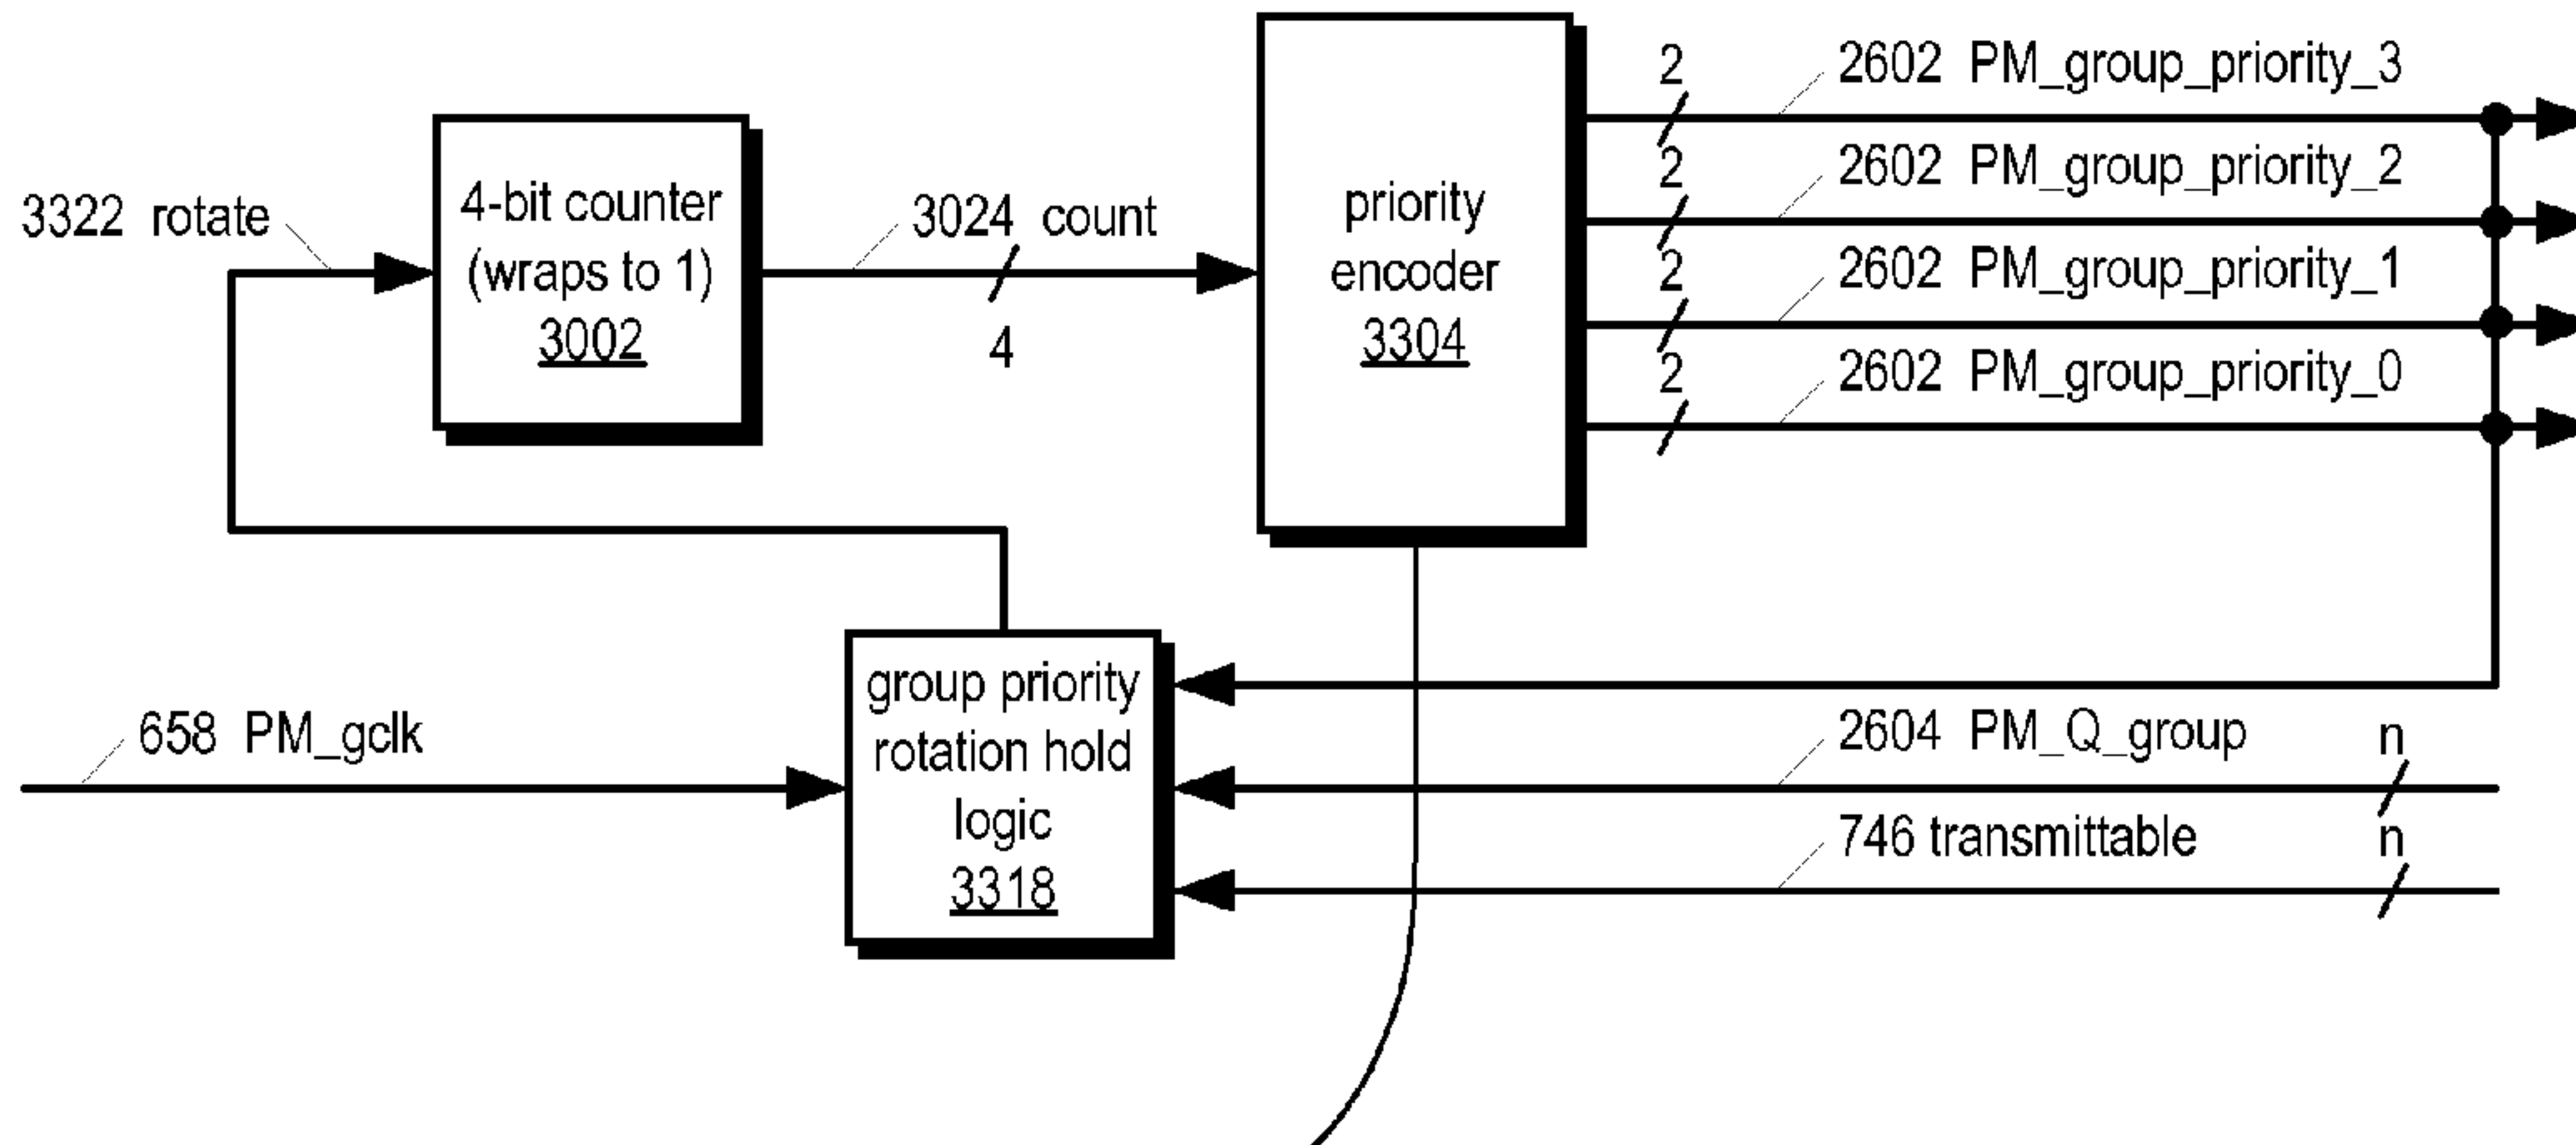 2
2602 PM_group_priority_3
2
2602 PM_group_priority_2
2
2602 PM_group_priority_1
2
2602 PM_group_priority_0
3322 rotate
4-bit counter
(wraps to 1)
3002
3024 count
4
priority
encoder
3304
group priority
rotation hold
logic
3318
658 PM_gclk
2604 PM_Q_group
n
746 transmittable
n